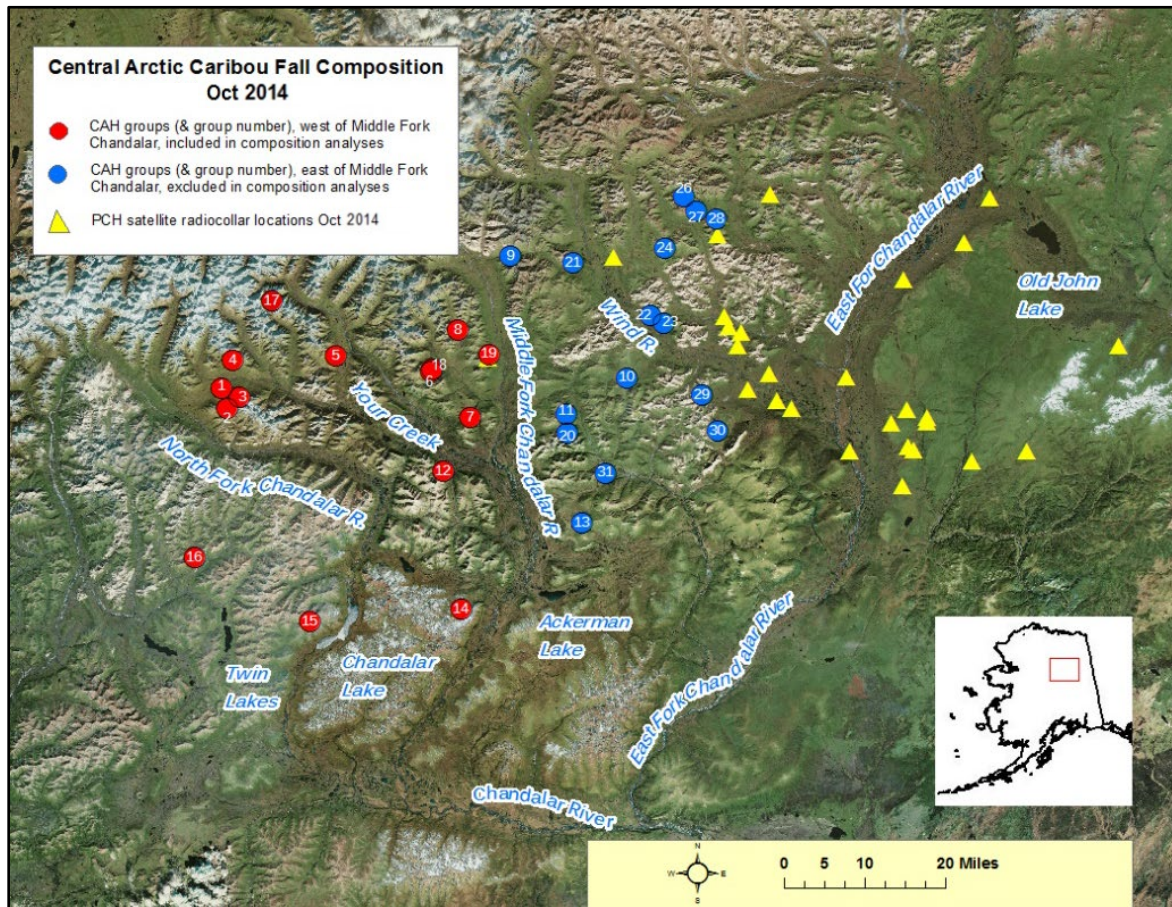 Central Arctic Caribou Fall Composition
Oct 2014
CAH groups (& group number), west of Middle Fork
Chandalar, included in composition analyses
CAH groups (& group number), east of Middle Fork
Chandalar, excluded in composition analyses
PCH satellite radiocollar locations Oct 2014
26
27
28
9
21
24
East For Chandalar River
Old John
Lake
17
22
23
Wind R.
8
19
Middle Fork Chandalar R
4
5
18
6
1
3
2
10
29
Your Creek
7
11
20
30
North Fork Chandalar R.
12
31
13
16
15
14
Ackerman
Lake
Twin
Lakes
Chandalar
Lake
East Fork Chandalar River
Chandalar River
N
W
E
S
0 5 10 20 Miles